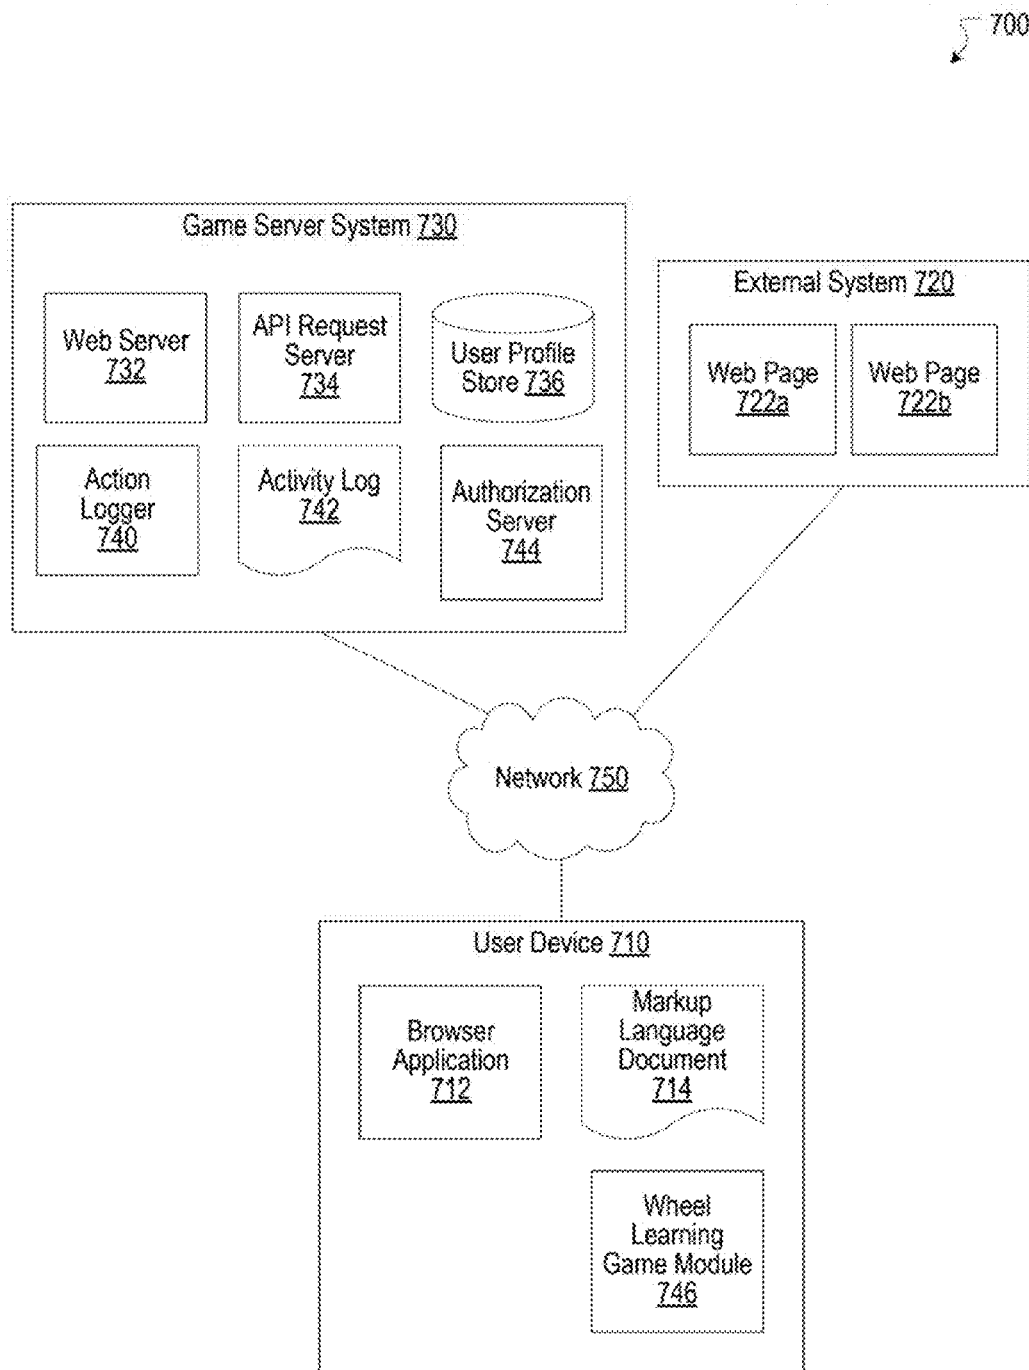 700
Game Server System 730
Web Server
732
API Request
Server
734
User Profile
Store 736
Action
Logger
740
Activity Log
742
Authorization
Server
744
External System 720
Web Page
722a
Web Page
722b
Network 750
User Device 710
Browser
Application
712
Markup
Language
Document
714
Wheel
Learning
Game Module
746